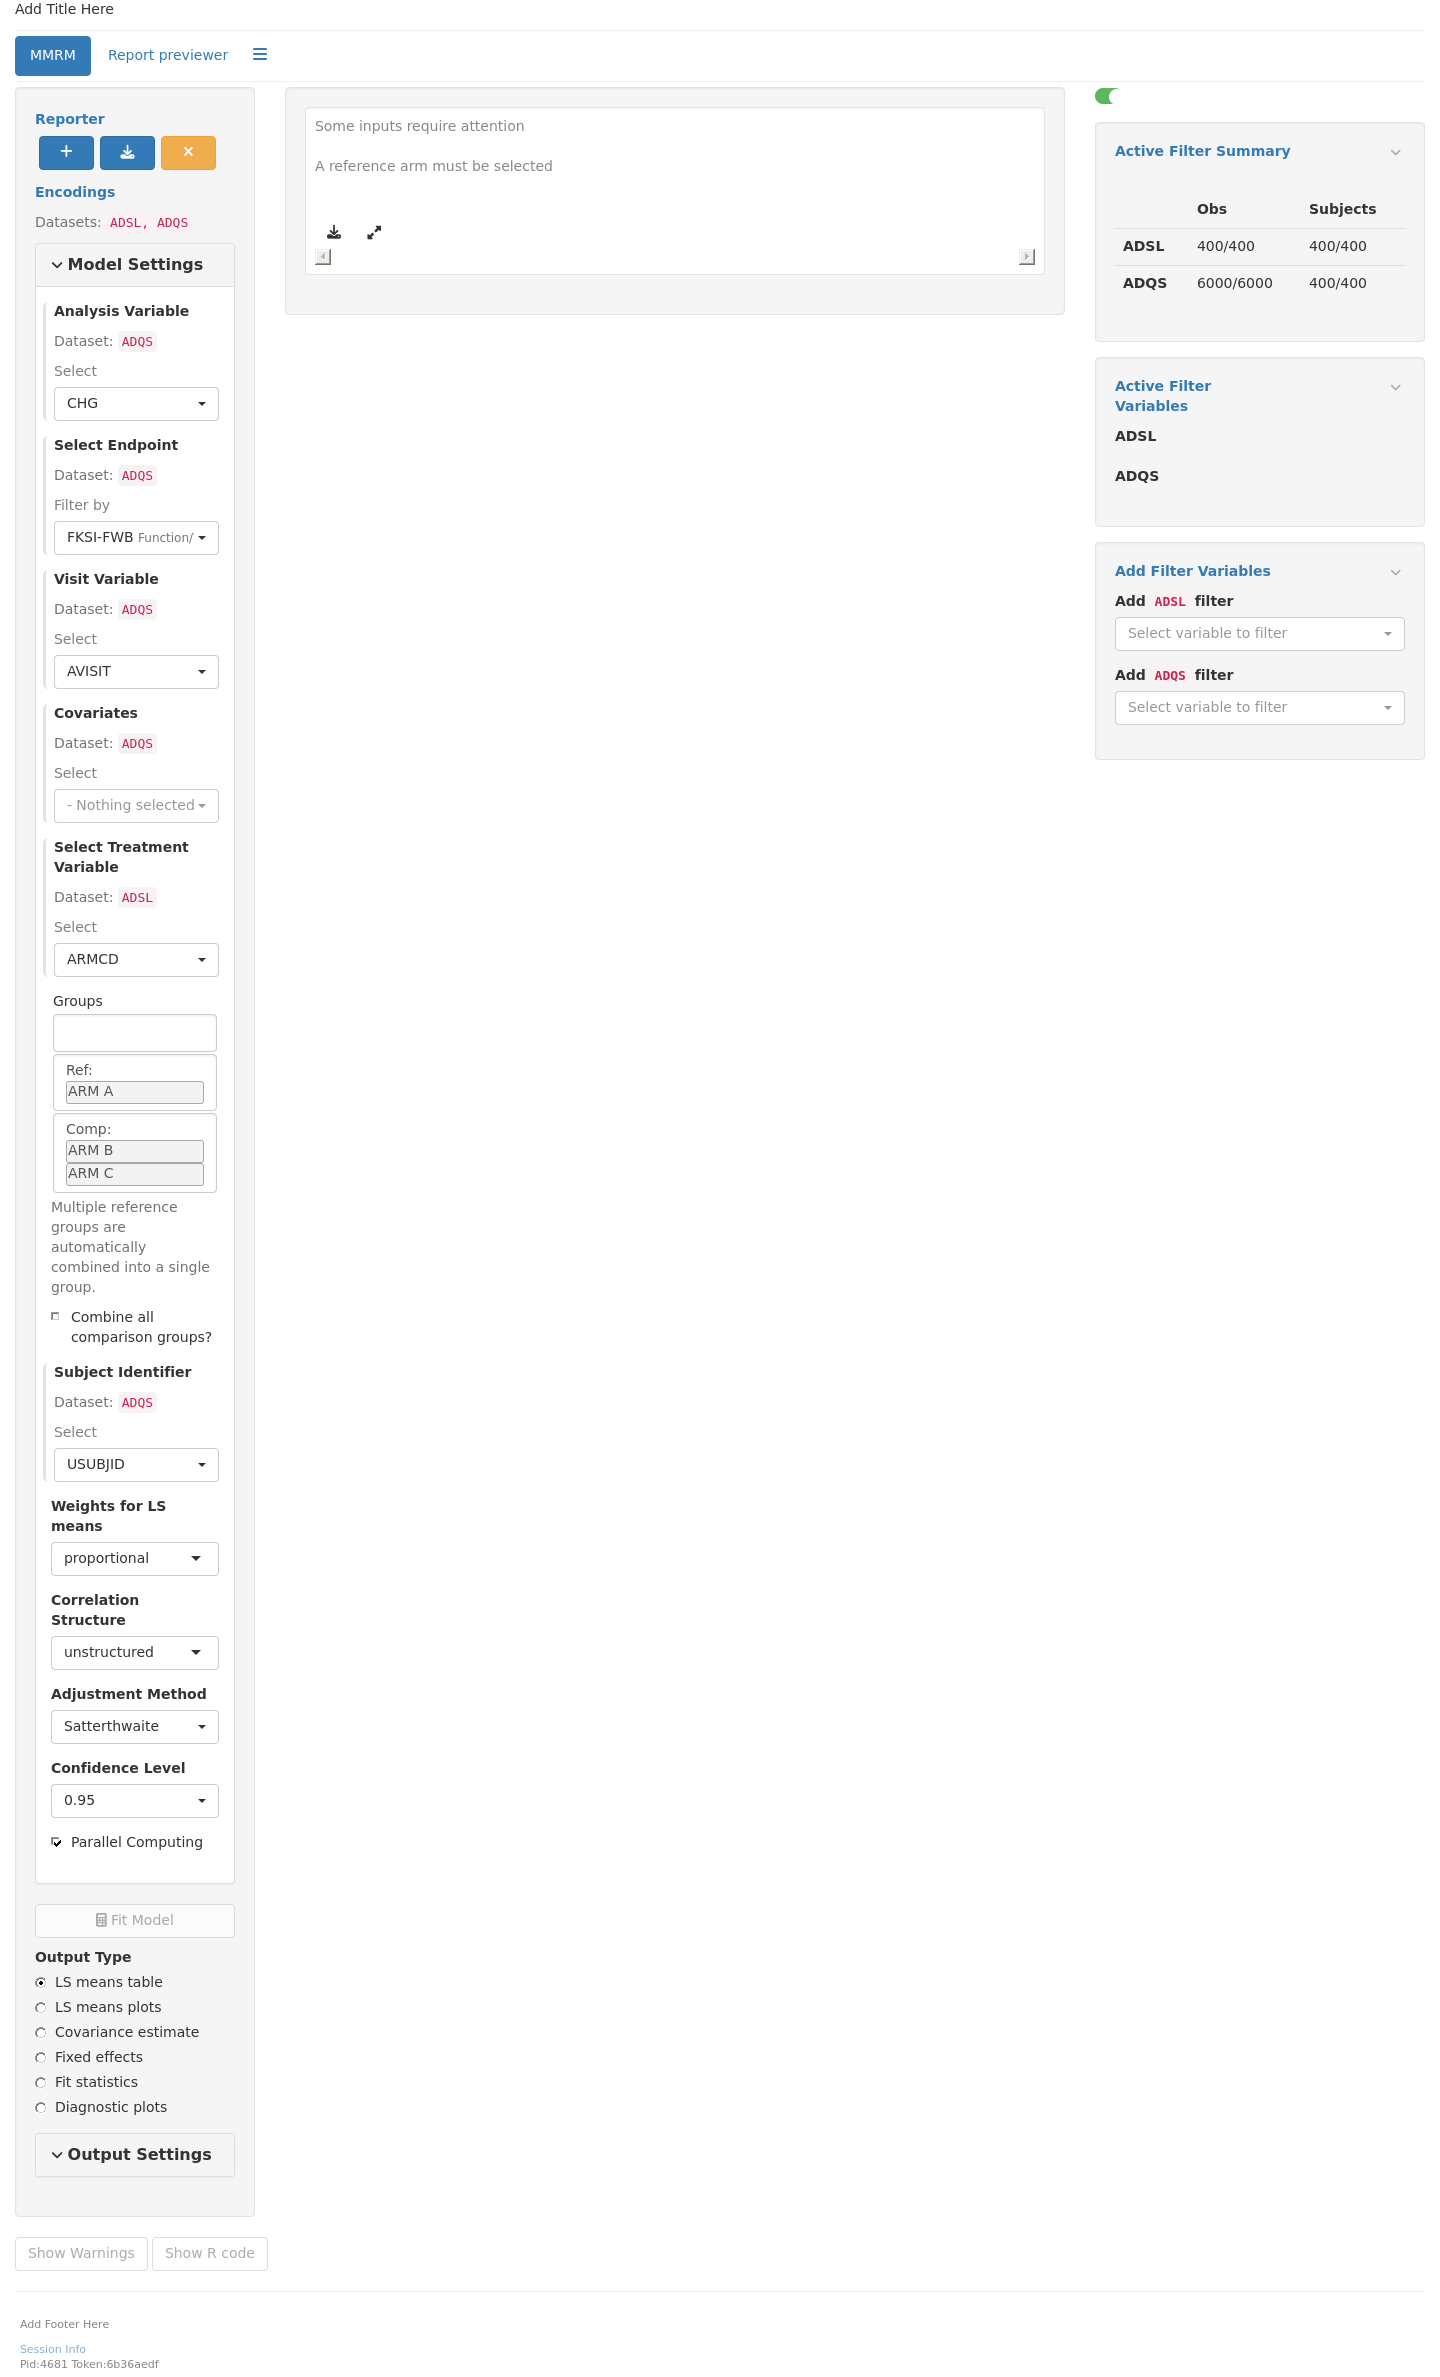 Add Title Here
MMRM
Report previewer
Reporter
Encodings
Datasets: ADSL, ADQS
Model Settings
Analysis Variable
Dataset: ADQS
Select
CHG
Select Endpoint
Dataset: ADQS
Filter by
FKSI-FWB Function/
Visit Variable
Dataset: ADQS
Select
AVISIT
Covariates
Dataset: ADQS
Select
- Nothing selected
Select Treatment
Variable
Dataset: ADSL
Select
ARMCD
Groups
Ref:
ARM A
Comp:
ARM B
ARM C
Multiple reference
groups are
automatically
combined into a single
group.
Combine all
comparison groups?
Subject Identifier
Dataset: ADQS
Select
USUBJID
Weights for LS
means
proportional
Correlation
Structure
unstructured
Adjustment Method
Satterthwaite
Confidence Level
0.95
Parallel Computing
Fit Model
Output Type
LS means table
LS means plots
Covariance estimate
Fixed effects
Fit statistics
Diagnostic plots
Output Settings
Some inputs require attention
A reference arm must be selected
Active Filter Summary
Obs Subjects
ADSL 400/400 400/400
ADQS 6000/6000 400/400
Active Filter
Variables
ADSL
ADQS
Add Filter Variables
Add ADSL filter
Select variable to filter
Add ADQS filter
Select variable to filter
Show Warnings
Show R code
Add Footer Here
Session Info
Pid:4681 Token:6b36aedf